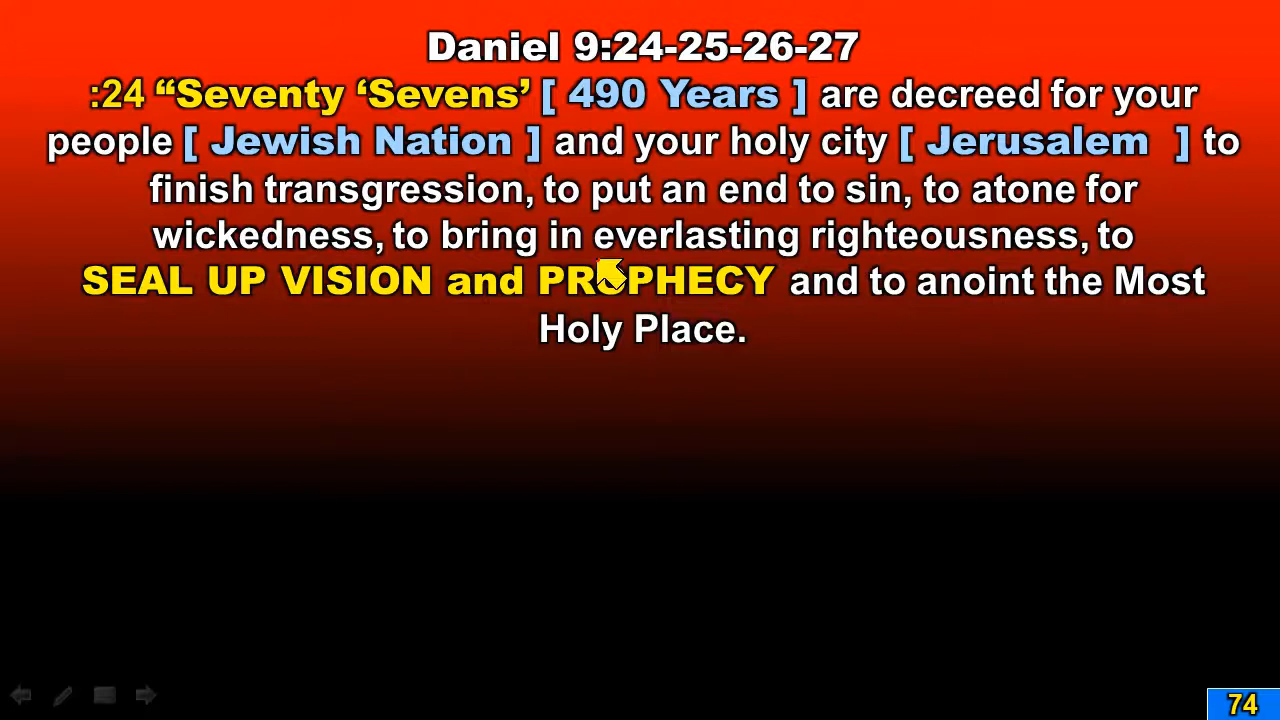 Daniel 9:24-25-26-27
:24 “Seventy ‘Sevens’ [ 490 Years ] are decreed for your
people [ Jewish Nation ] and your holy city [ Jerusalem ] to
finish transgression, to put an end to sin, to atone for
wickedness, to bring in everlasting righteousness, to
SEAL UP VISION and PROPHECY and to anoint the Most
Holy Place.
74